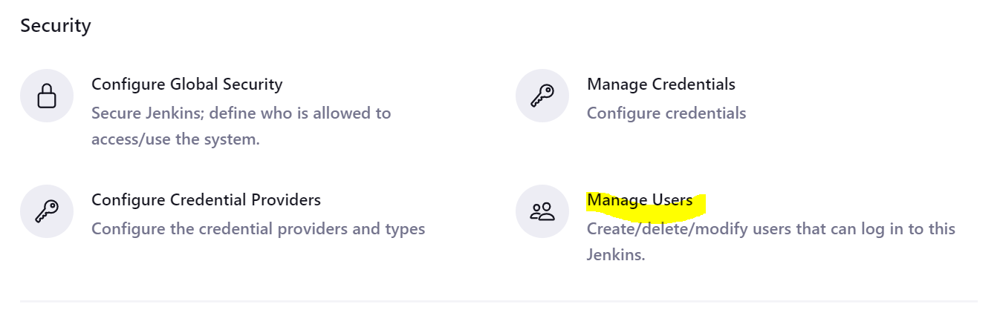 Security
Configure Global Security
Secure Jenkins; define who is allowed to
access/use the system.
Manage Credentials
Configure credentials
Configure Credential Providers
Configure the credential providers and types
Manage Users
Create/delete/modify users that can log in to this
Jenkins.